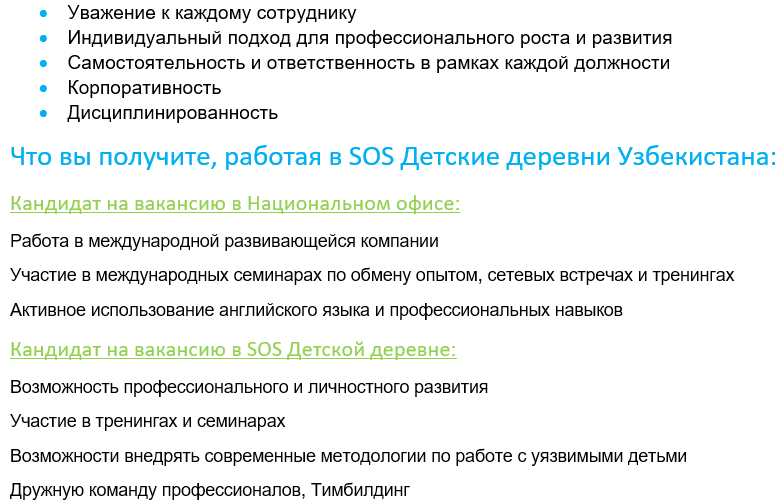 • Уважение к каждому сотруднику
• Индивидуальный подход для профессионального роста и развития
• Самостоятельность и ответственность в рамках каждой должности
• Корпоративность
• Дисциплинированность
Что вы получите, работая в SOS Детские деревни Узбекистана:
Кандидат на вакансию в Национальном офисе:
Работа в международной развивающейся компании
Участие в международных семинарах по обмену опытом, сетевых встречах и тренингах
Активное использование английского языка и профессиональных навыков
Кандидат на вакансию в SOS Детской деревне:
Возможность профессионального и личностного развития
Участие в тренингах и семинарах
Возможности внедрять современные методологии по работе с уязвимыми детьми
Дружную команду профессионалов, Тимбилдинг